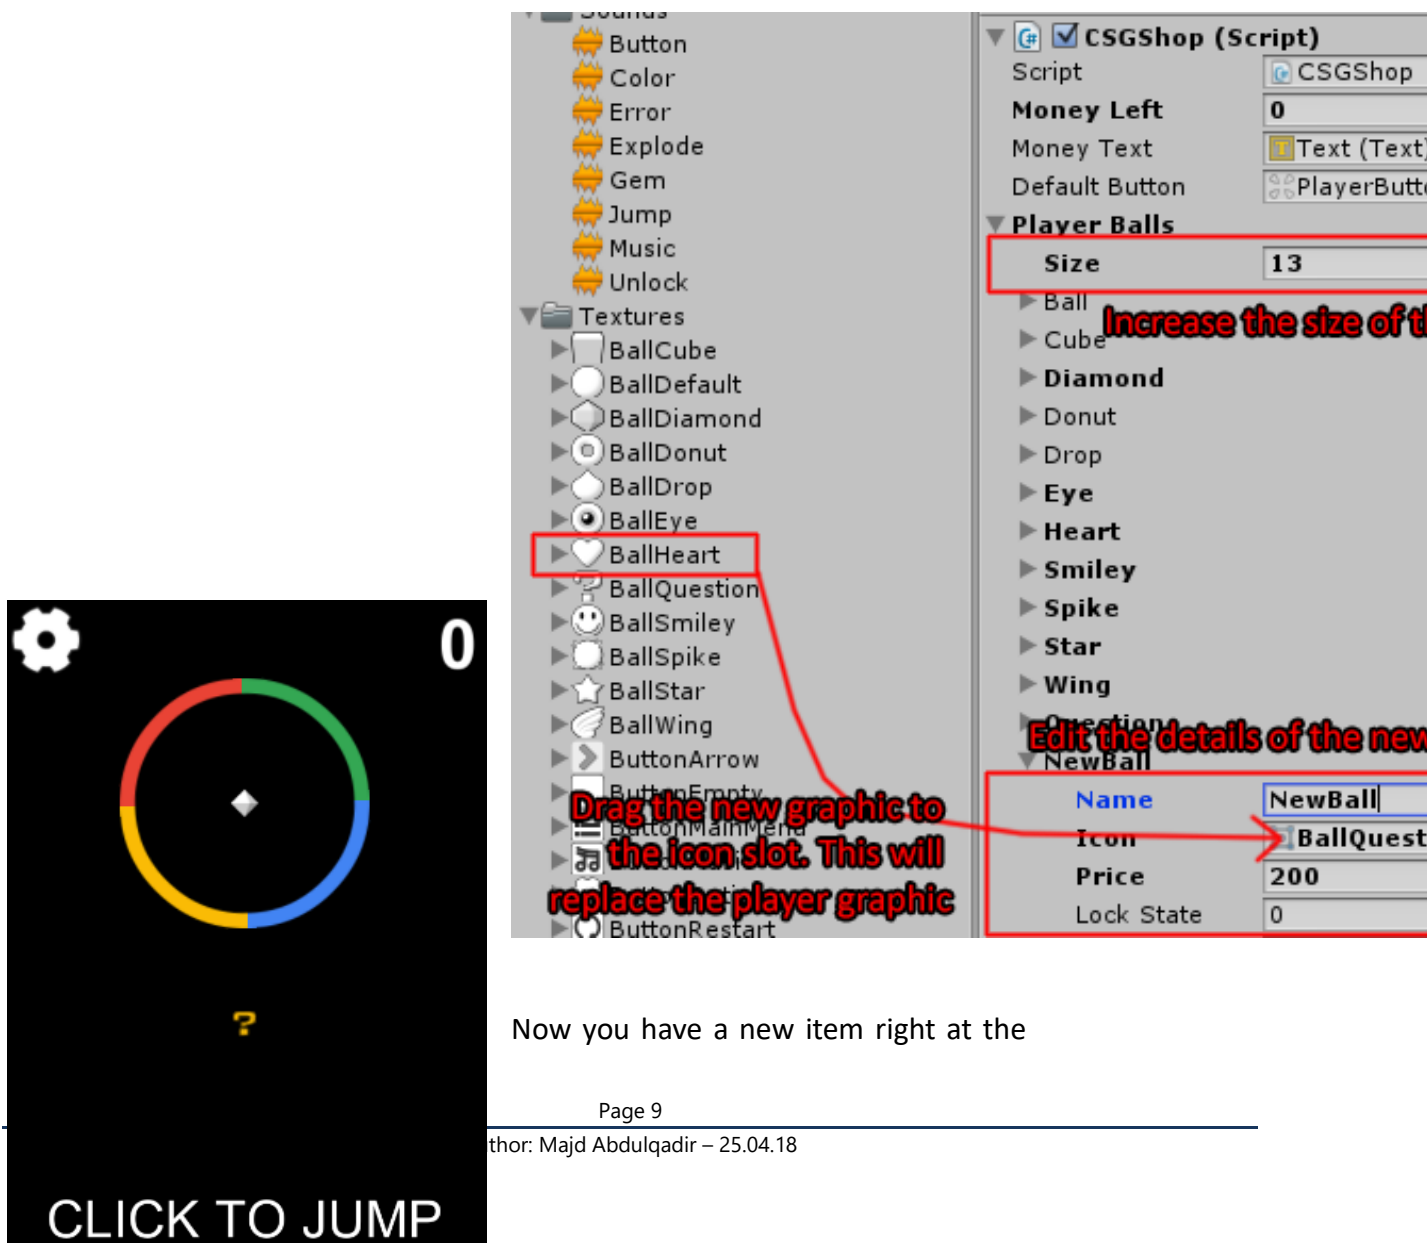 Sounds
Button
Color
Error
Explode
Gem
Jump
Music
Unlock
Textures
BallCube
BallDefault
BallDiamond
BallDonut
BallDrop
BallEye
BallHeart
BallQuestion
BallSmiley
BallSpike
BallStar
BallWing
ButtonArrow
ButtonEmpty
ButtonMainMenu
ButtonRestart
Drag the new graphic to
the icon slot. This will
replace the player graphic
CSGShop (Script)
Script CSGShop
Money Left 0
Money Text Text (Text)
Default Button PlayerButto
Player Balls
Size 13
Ball
Increase the size of th
Cube
Diamond
Donut
Drop
Eye
Heart
Smiley
Spike
Star
Wing
Question
Edit the details of the new
NewBall
Name NewBall
Icon BallQuest
Price 200
Lock State 0
0
?
CLICK TO JUMP
Now you have a new item right at the
Page 9
thor: Majd Abdulqadir – 25.04.18